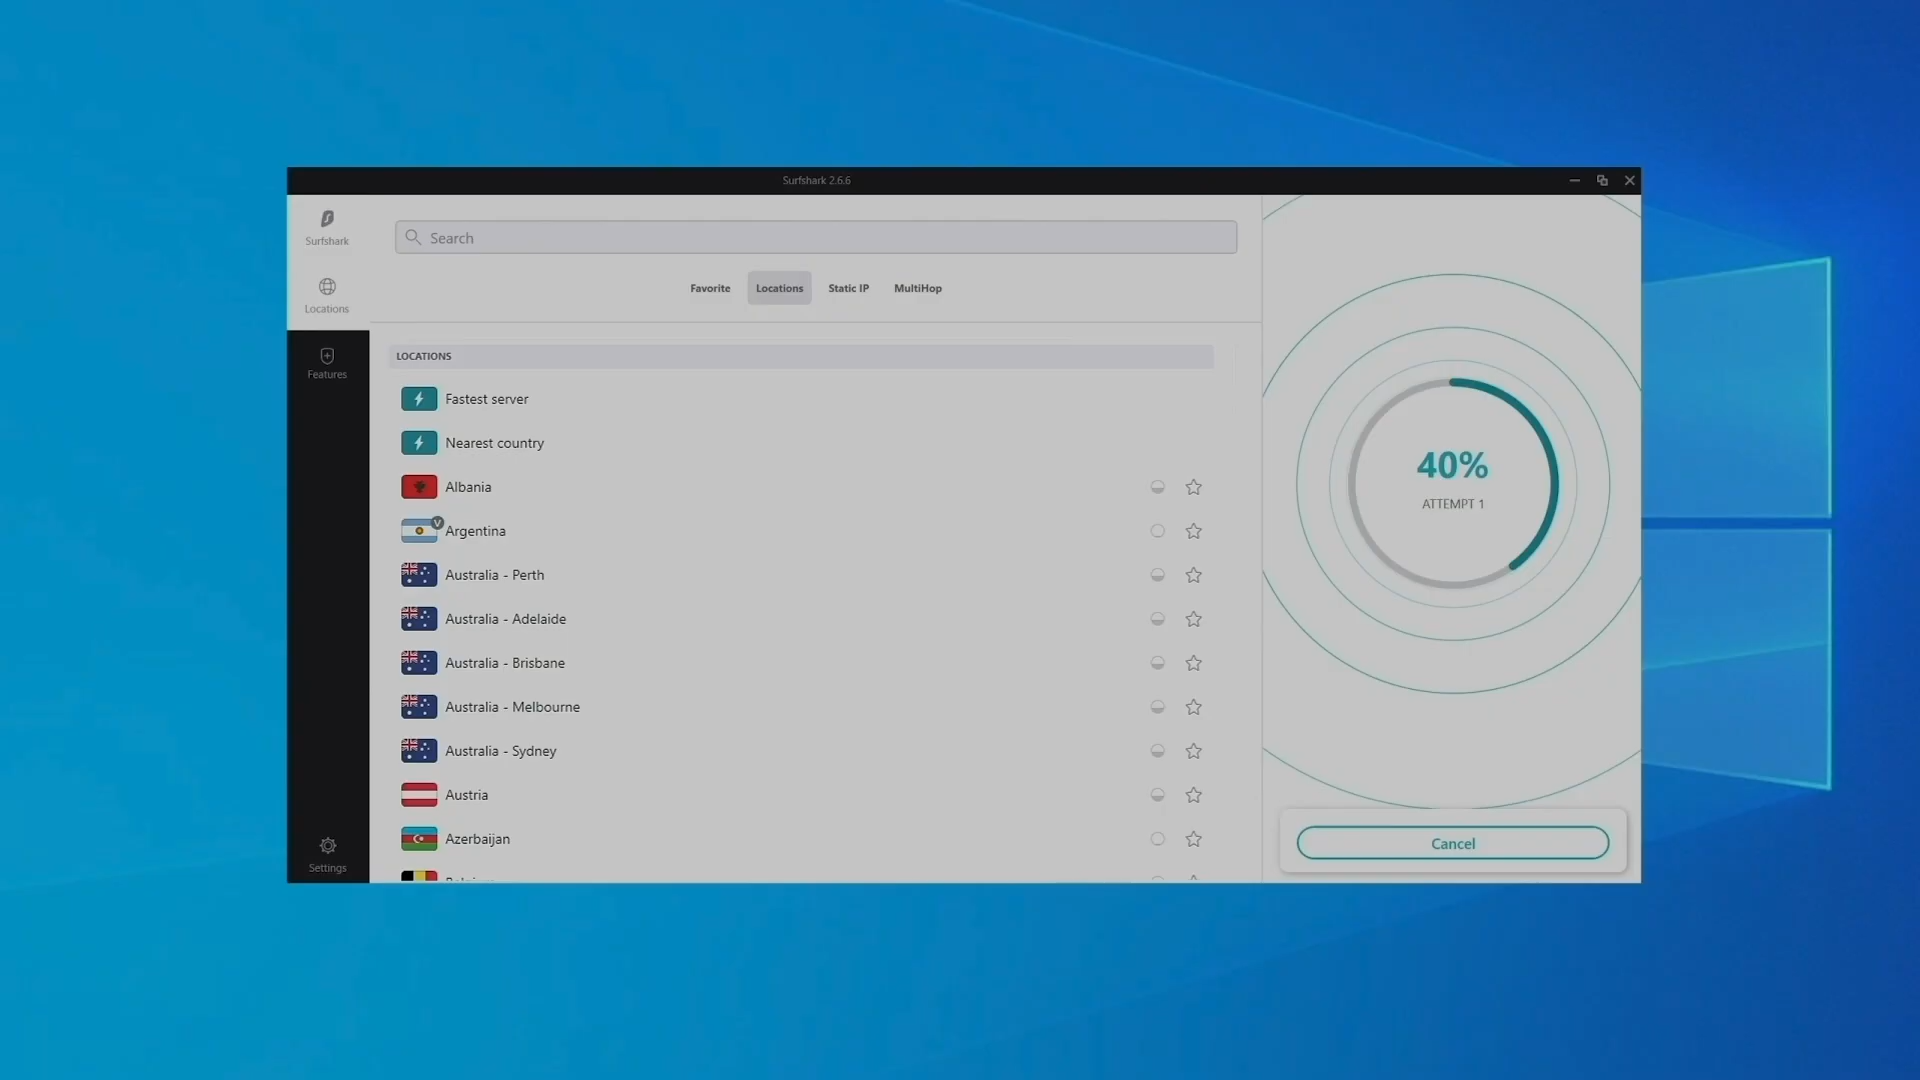 Surfshark 2.6.6
Surfshark
Locations
Features
Settings
Search
Favorite
Locations
Static IP
MultiHop
LOCATIONS
Fastest server
Nearest country
Albania
V
Argentina
Australia - Perth
Australia - Adelaide
Australia - Brisbane
Australia - Melbourne
Australia - Sydney
Austria
Azerbaijan
40%
ATTEMPT 1
Cancel